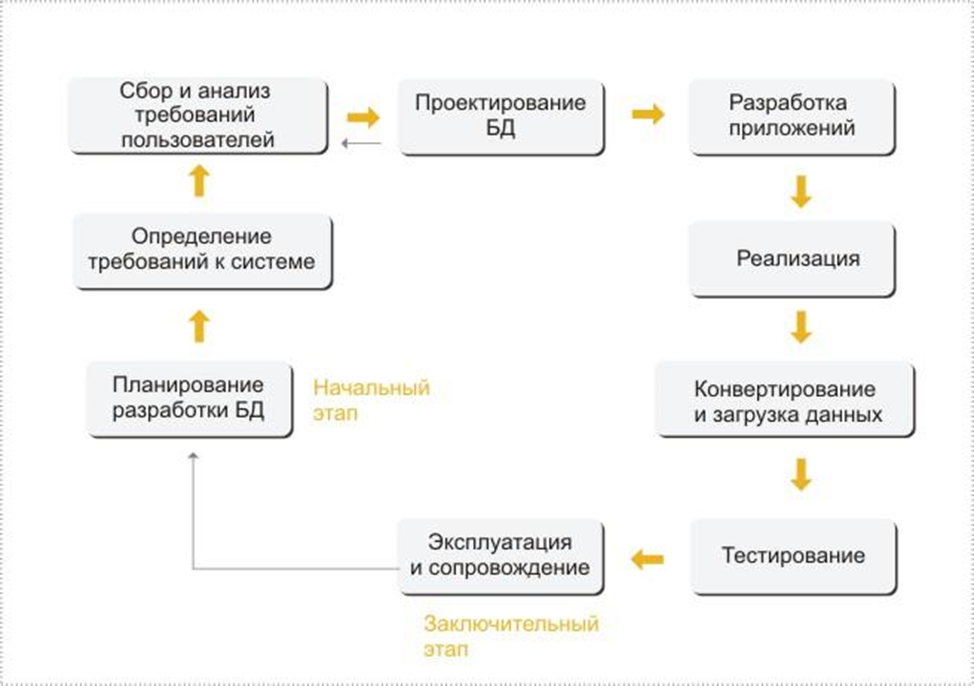 Сбор и анализ
требований
пользователей
Проектирование
БД
Разработка
приложений
Определение
требований к системе
Реализация
Планирование
разработки БД
Начальный
этап
Конвертирование
и загрузка данных
Эксплуатация
и сопровождение
Тестирование
Заключительный
этап